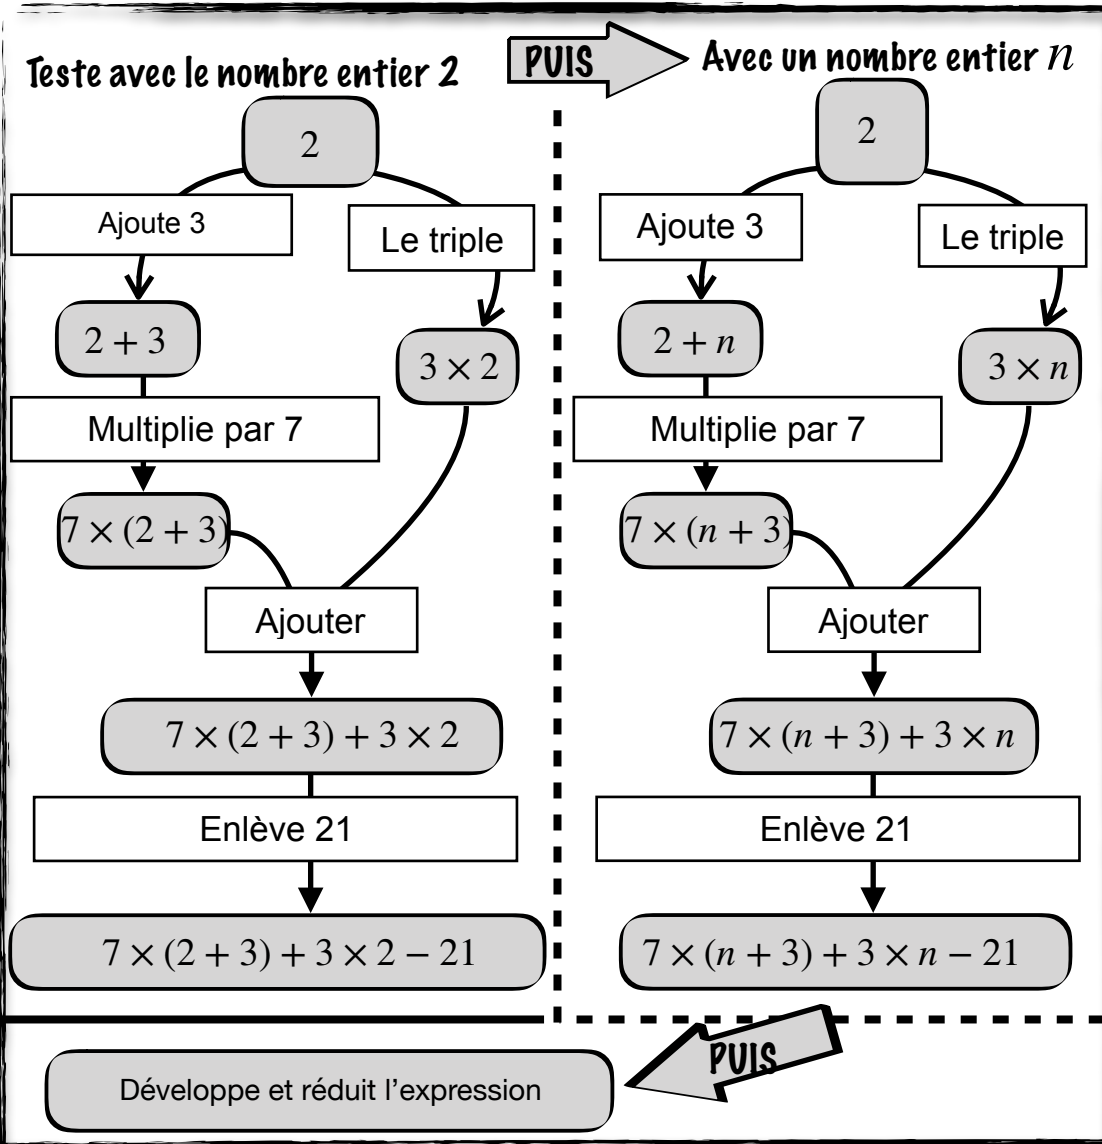 Teste avec le nombre entier 2
2
Ajoute 3
Le triple
2 + 3
3 × 2
Multiplie par 7
7 × (2 + 3)
Ajouter
7 × (2 + 3) + 3 × 2
Enlève 21
7 × (2 + 3) + 3 × 2 − 21
PUIS
Avec un nombre entier n
2
Ajoute 3
Le triple
2 + n
3 × n
Multiplie par 7
7 × (n + 3)
Ajouter
7 × (n + 3) + 3 × n
Enlève 21
7 × (n + 3) + 3 × n − 21
PUIS
Développe et réduit l’expression